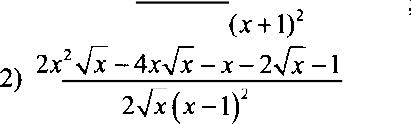 (x + 1)² ;
2) 2x²√x − 4x√x − x − 2√x − 1
2√x(x − 1)²